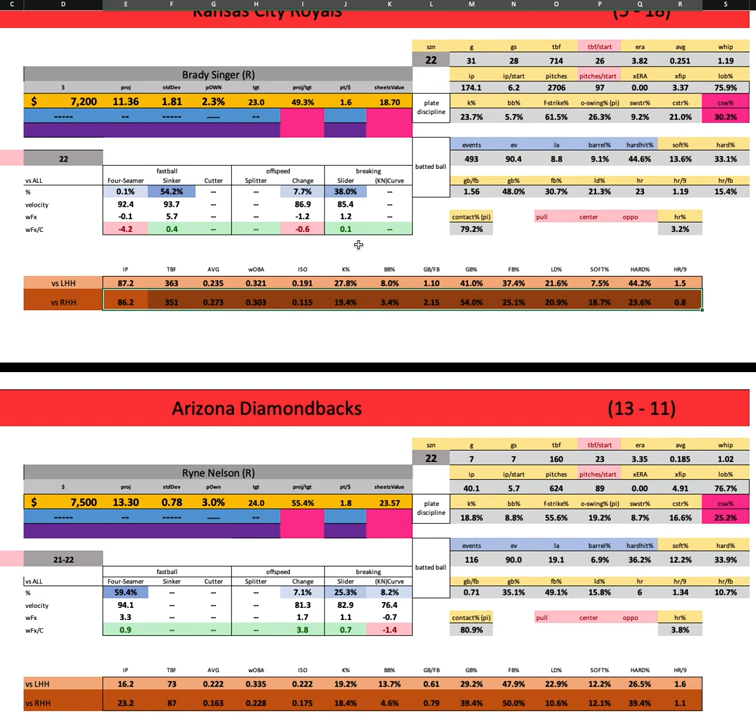 C D E F G H I J K L M N O P Q R S
Kansas City Royals (5 - 18)
szn g gs tbf tbf/start era avg whip
22 31 28 714 26 3.82 0.251 1.19
Brady Singer (R) ip ip/start pitches pitches/start xERA xfip lob%
$ proj stdDev pOWN tgt proj/tgt pt/$ sheetsValue 174.1 6.2 2706 97 0.00 3.37 75.9%
$ 7,200 11.36 1.81 2.3% 23.0 49.3% 1.6 18.70 plate discipline k% bb% f-strike% o-swing% (pi) swstr% cstr% csw%
----- -- -- ___ -- 23.7% 5.7% 61.5% 26.3% 9.2% 21.0% 30.2%
events ev la barrel% hardhit% soft% hard%
22 batted ball 493 90.4 8.8 9.1% 44.6% 13.6% 33.1%
fastball offspeed breaking gb/fb gb% fb% ld% hr hr/9 hr/fb
vs ALL Four-Seamer Sinker Cutter Splitter Change Slider (KN)Curve
% 0.1% 54.2% -- -- 7.7% 38.0% -- 1.56 48.0% 30.7% 21.3% 23 1.19 15.4%
velocity 92.4 93.7 -- -- 86.9 85.4 --
wFx -0.1 5.7 -- -- -1.2 1.2 -- contact% (pi) pull center oppo hr%
wFx/C -4.2 0.4 -- -- -0.6 0.1 -- 79.2% 3.2%
IP TBF AVG wOBA ISO K% BB% GB/FB GB% FB% LD% SOFT% HARD% HR/9
vs LHH 87.2 363 0.235 0.321 0.191 27.8% 8.0% 1.10 41.0% 37.4% 21.6% 7.5% 44.2% 1.5
vs RHH 86.2 351 0.273 0.303 0.115 19.4% 3.4% 2.15 54.0% 25.1% 20.9% 18.7% 23.6% 0.8
Arizona Diamondbacks (13 - 11)
szn g gs tbf tbf/start era avg whip
22 7 7 160 23 3.35 0.185 1.02
Ryne Nelson (R) ip ip/start pitches pitches/start xERA xfip lob%
$ proj stdDev pOwn tgt proj/tgt pt/$ sheetsValue 40.1 5.7 624 89 0.00 4.91 76.7%
$ 7,500 13.30 0.78 3.0% 24.0 55.4% 1.8 23.57 plate discipline k% bb% f-strike% o-swing% (pi) swstr% cstr% csw%
----- -- -- ___ -- 18.8% 8.8% 55.6% 19.2% 8.7% 16.6% 25.2%
events ev la barrel% hardhit% soft% hard%
21-22 batted ball 116 90.0 19.1 6.9% 36.2% 12.2% 33.9%
fastball offspeed breaking gb/fb gb% fb% ld% hr hr/9 hr/fb
vs ALL Four-Seamer Sinker Cutter Splitter Change Slider (KN)Curve
% 59.4% -- -- -- 7.1% 25.3% 8.2% 0.71 35.1% 49.1% 15.8% 6 1.34 10.7%
velocity 94.1 -- -- -- 81.3 82.9 76.4
wFx 3.3 -- -- -- 1.7 1.1 -0.7 contact% (pi) pull center oppo hr%
wFx/C 0.9 -- -- -- 3.8 0.7 -1.4 80.9% 3.8%
IP TBF AVG wOBA ISO K% BB% GB/FB GB% FB% LD% SOFT% HARD% HR/9
vs LHH 16.2 73 0.222 0.335 0.222 19.2% 13.7% 0.61 29.2% 47.9% 22.9% 12.2% 26.5% 1.6
vs RHH 23.2 87 0.163 0.228 0.175 18.4% 4.6% 0.79 39.4% 50.0% 10.6% 12.1% 39.4% 1.1